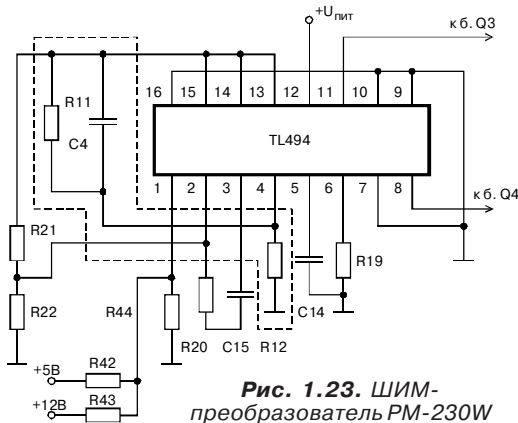 +Uпит
к б. Q3
16 15 14 13 12 11 10 9
R11
C4
TL494
1 2 3 4 5 6 7 8
к б. Q4
R21
R19
R22
R44
C14
R20 C15 R12
+5В R42
+12В R43
Рис. 1.23. ШИМ-
преобразователь PM-230W